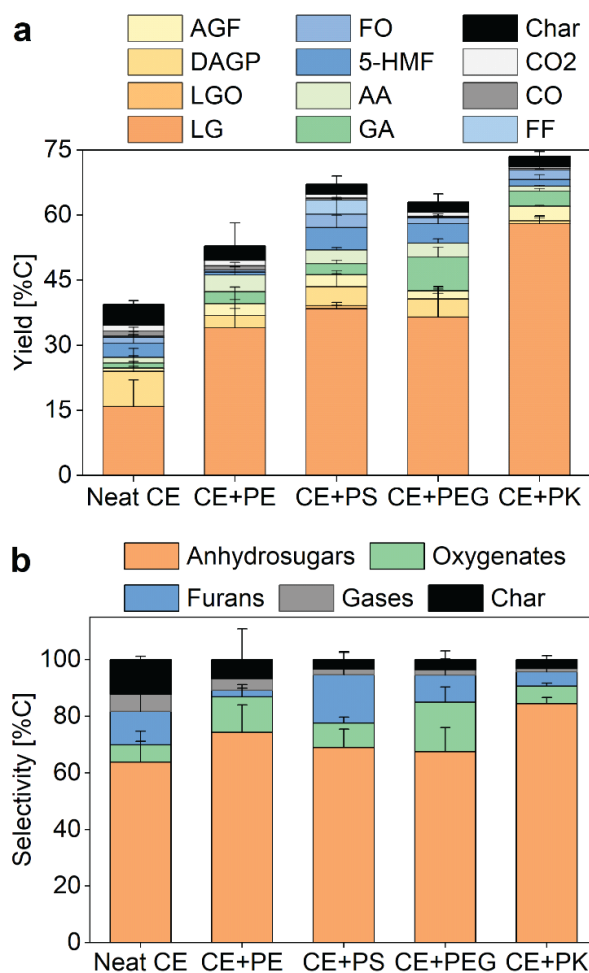 a
AGF FO Char
DAGP 5-HMF CO2
LGO AA CO
LG GA FF
75
60
45
30
15
0
Yield [%C]
Neat CE CE+PE CE+PS CE+PEG CE+PK
b
Anhydrosugars Oxygenates
Furans Gases Char
100
80
60
40
20
0
Selectivity [%C]
Neat CE CE+PE CE+PS CE+PEG CE+PK